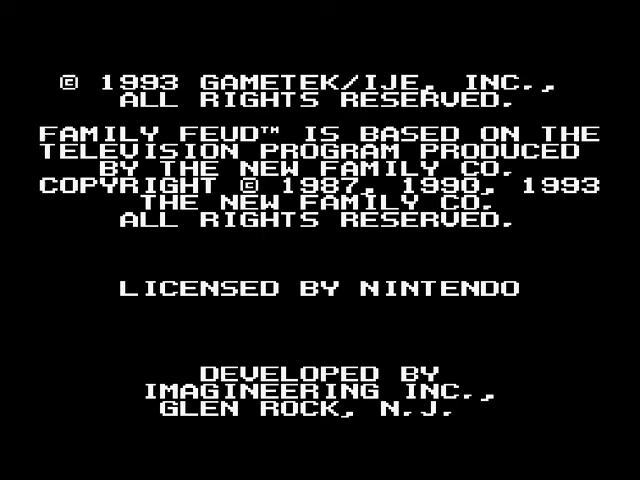 © 1993 GAMETEK/IJE, INC.,
ALL RIGHTS RESERVED.
FAMILY FEUD™ IS BASED ON THE
TELEVISION PROGRAM PRODUCED
BY THE NEW FAMILY CO.
COPYRIGHT © 1987, 1990, 1993
THE NEW FAMILY CO.
ALL RIGHTS RESERVED.
LICENSED BY NINTENDO
DEVELOPED BY
IMAGINEERING INC.,
GLEN ROCK, N.J.